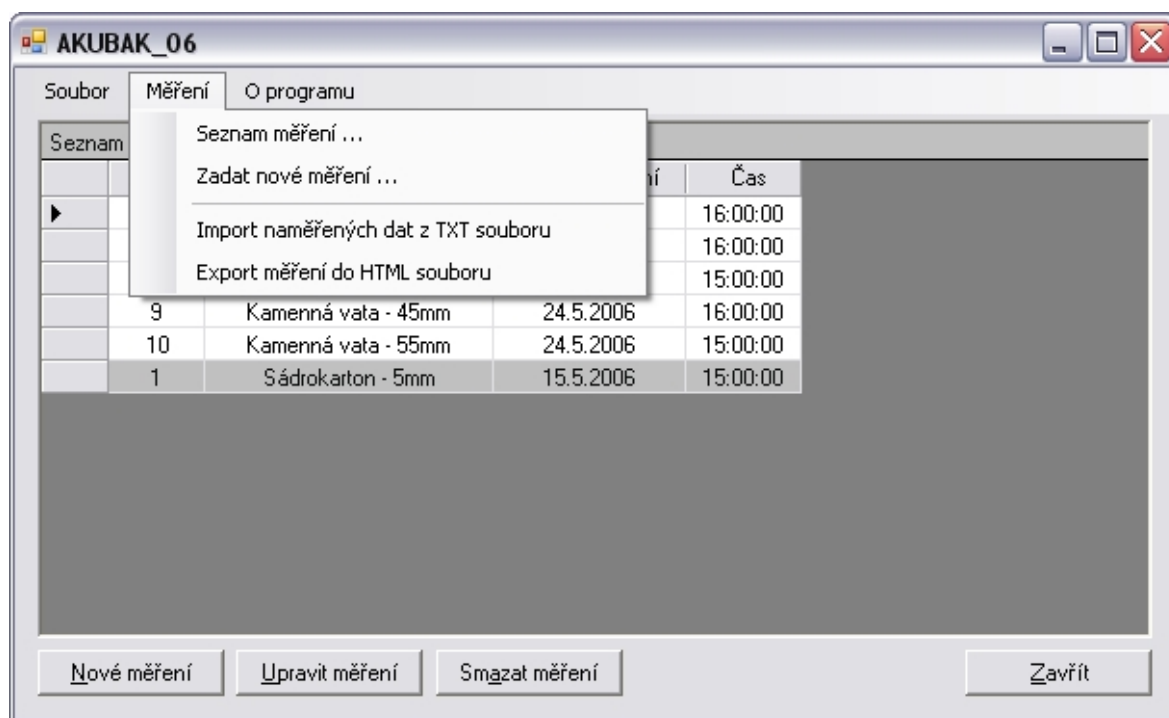 AKUBAK_06
Soubor Měření O programu
Seznam měření ...
Zadat nové měření ...
Import naměřených dat z TXT souboru
Export měření do HTML souboru
Seznam
Čas
16:00:00
16:00:00
15:00:00
9 Kamenná vata - 45mm 24.5.2006 16:00:00
10 Kamenná vata - 55mm 24.5.2006 15:00:00
1 Sádrokarton - 5mm 15.5.2006 15:00:00
Nové měření Upravit měření Smazat měření Zavřít